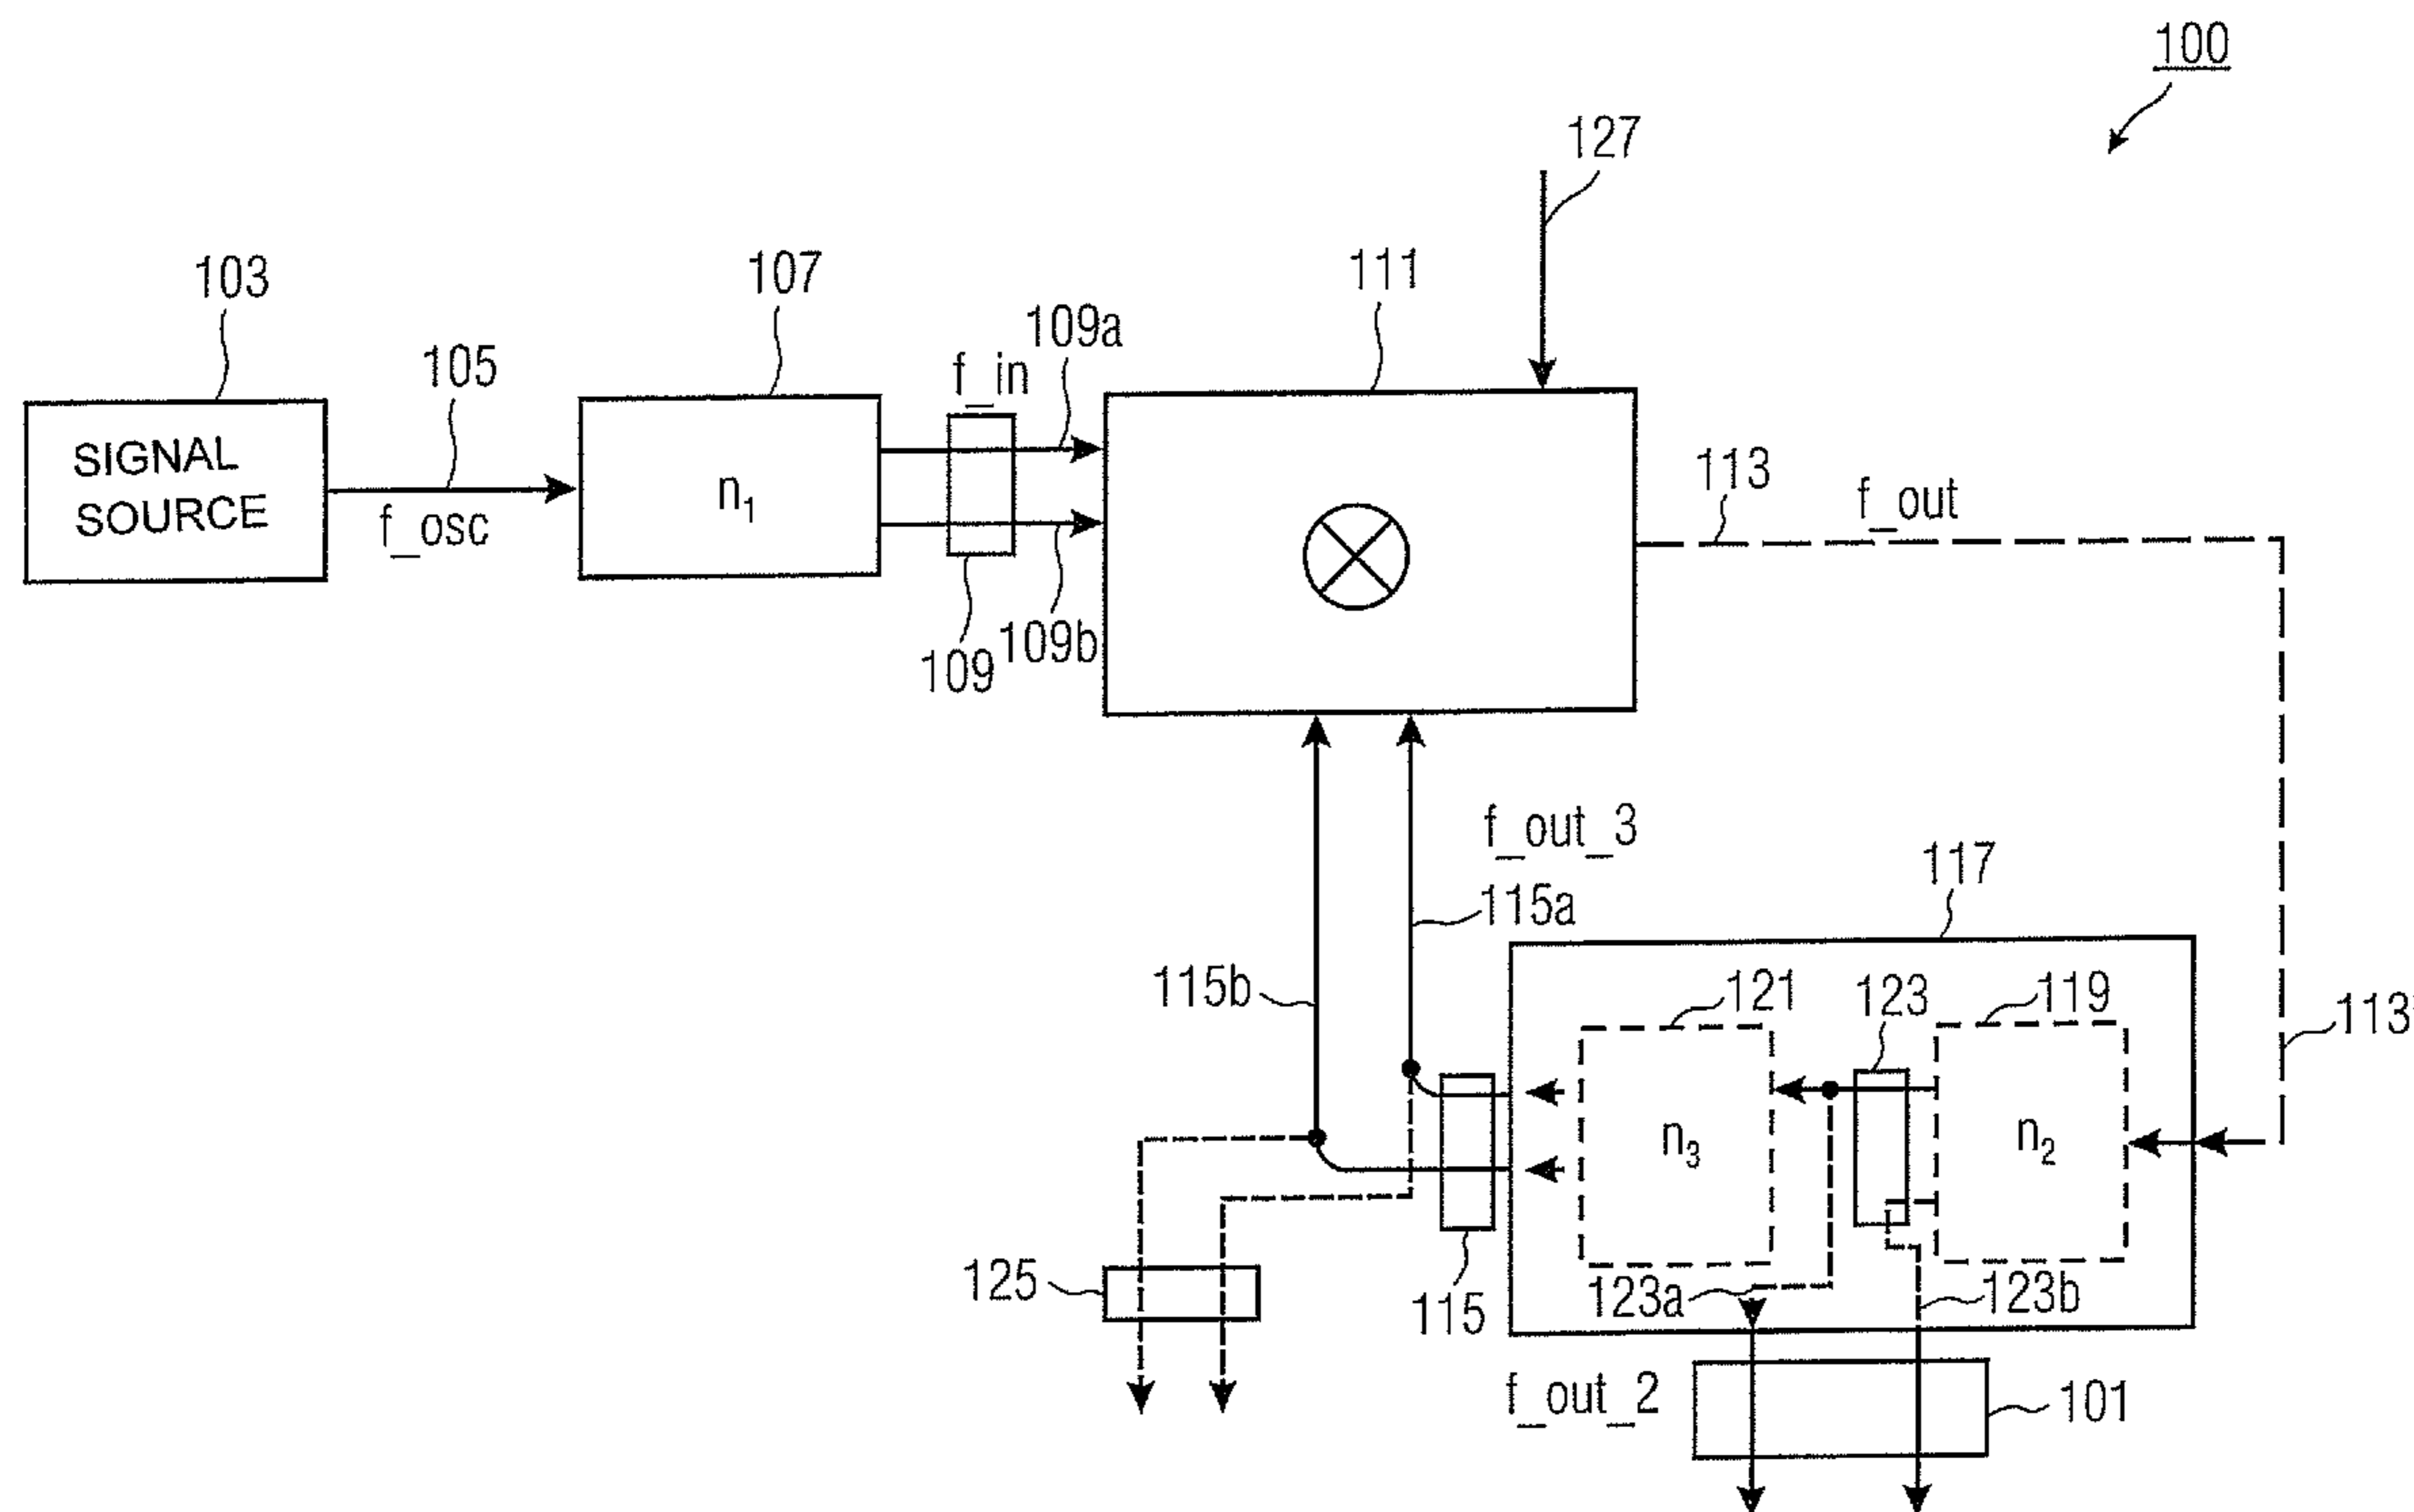 100
127
103
107
111
109a
105
f_in
SIGNAL
SOURCE
f_osc
n1
113
f_out
109
109b
f_out_3
117
115a
115b
121
123
119
113'
n3
n2
125
115
123a
123b
f_out_2
101